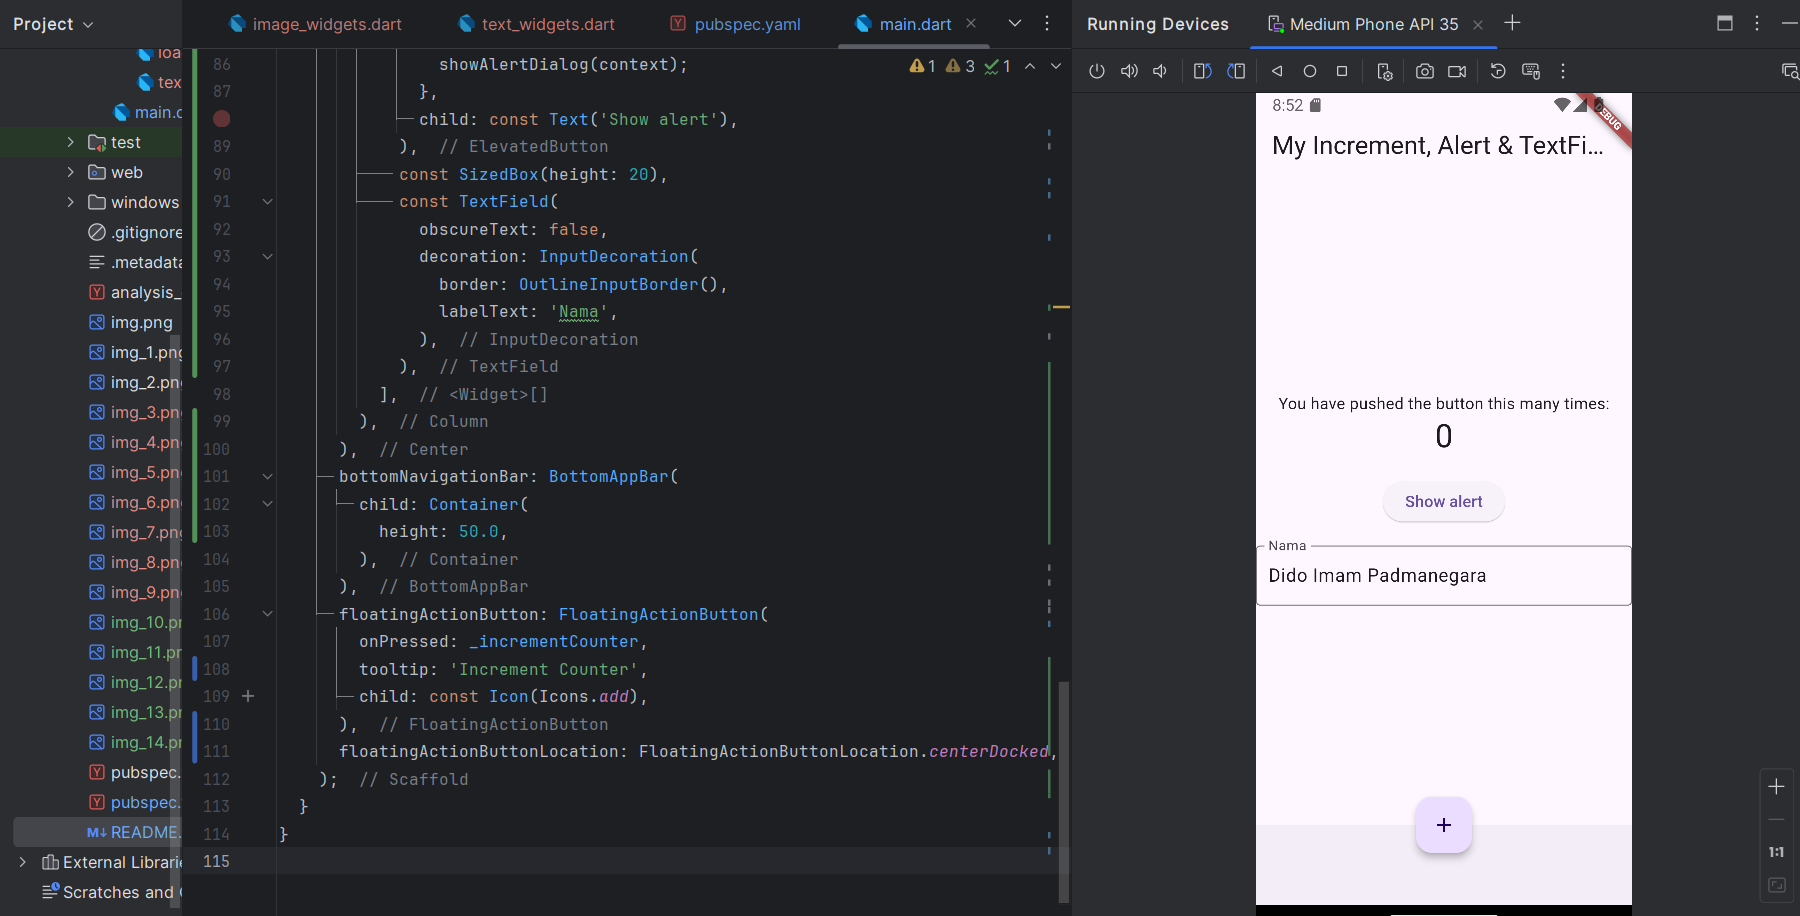 Project
image_widgets.dart
text_widgets.dart
pubspec.yaml
main.dart
Running Devices
Medium Phone API 35
loa
tex
main.c
test
web
windows
.gitignore
.metadata
analysis_
img.png
img_1.png
img_2.pn
img_3.pn
img_4.pn
img_5.pn
img_6.pn
img_7.png
img_8.pn
img_9.pn
img_10.p
img_11.pr
img_12.pr
img_13.pr
img_14.pr
pubspec.
pubspec.
M↓ README.
External Librarie
Scratches and
1 3 1
86 showAlertDialog(context);
87 },
child: const Text('Show alert'),
89 ), // ElevatedButton
90 const SizedBox(height: 20),
91 const TextField(
92 obscureText: false,
93 decoration: InputDecoration(
94 border: OutlineInputBorder(),
95 labelText: 'Nama',
96 ), // InputDecoration
97 ), // TextField
98 ], // <Widget>[]
99 ), // Column
100 ), // Center
101 bottomNavigationBar: BottomAppBar(
102 child: Container(
103 height: 50.0,
104 ), // Container
105 ), // BottomAppBar
106 floatingActionButton: FloatingActionButton(
107 onPressed: _incrementCounter,
108 tooltip: 'Increment Counter',
109 child: const Icon(Icons.add),
110 ), // FloatingActionButton
111 floatingActionButtonLocation: FloatingActionButtonLocation.centerDocked,
112 ); // Scaffold
113 }
114 }
115
8:52
DEBUG
My Increment, Alert & TextFi...
You have pushed the button this many times:
0
Show alert
Nama
Dido Imam Padmanegara
+
1:1